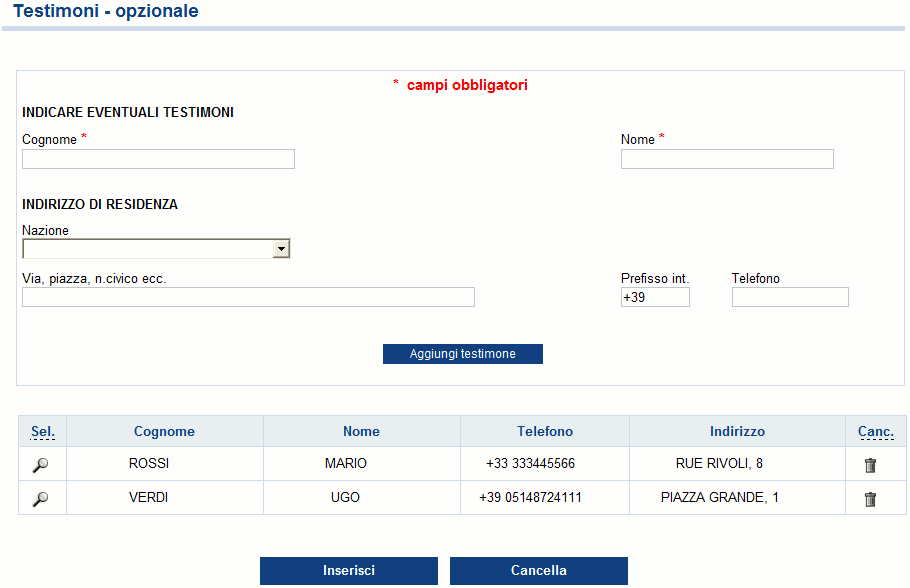 Testimoni - opzionale
* campi obbligatori
INDICARE EVENTUALI TESTIMONI
Cognome * Nome *
INDIRIZZO DI RESIDENZA
Nazione
Via, piazza, n.civico ecc. Prefisso int. Telefono
+39
Aggiungi testimone
Sel. Cognome Nome Telefono Indirizzo Canc.
ROSSI MARIO +33 333445566 RUE RIVOLI, 8
VERDI UGO +39 05148724111 PIAZZA GRANDE, 1
Inserisci Cancella